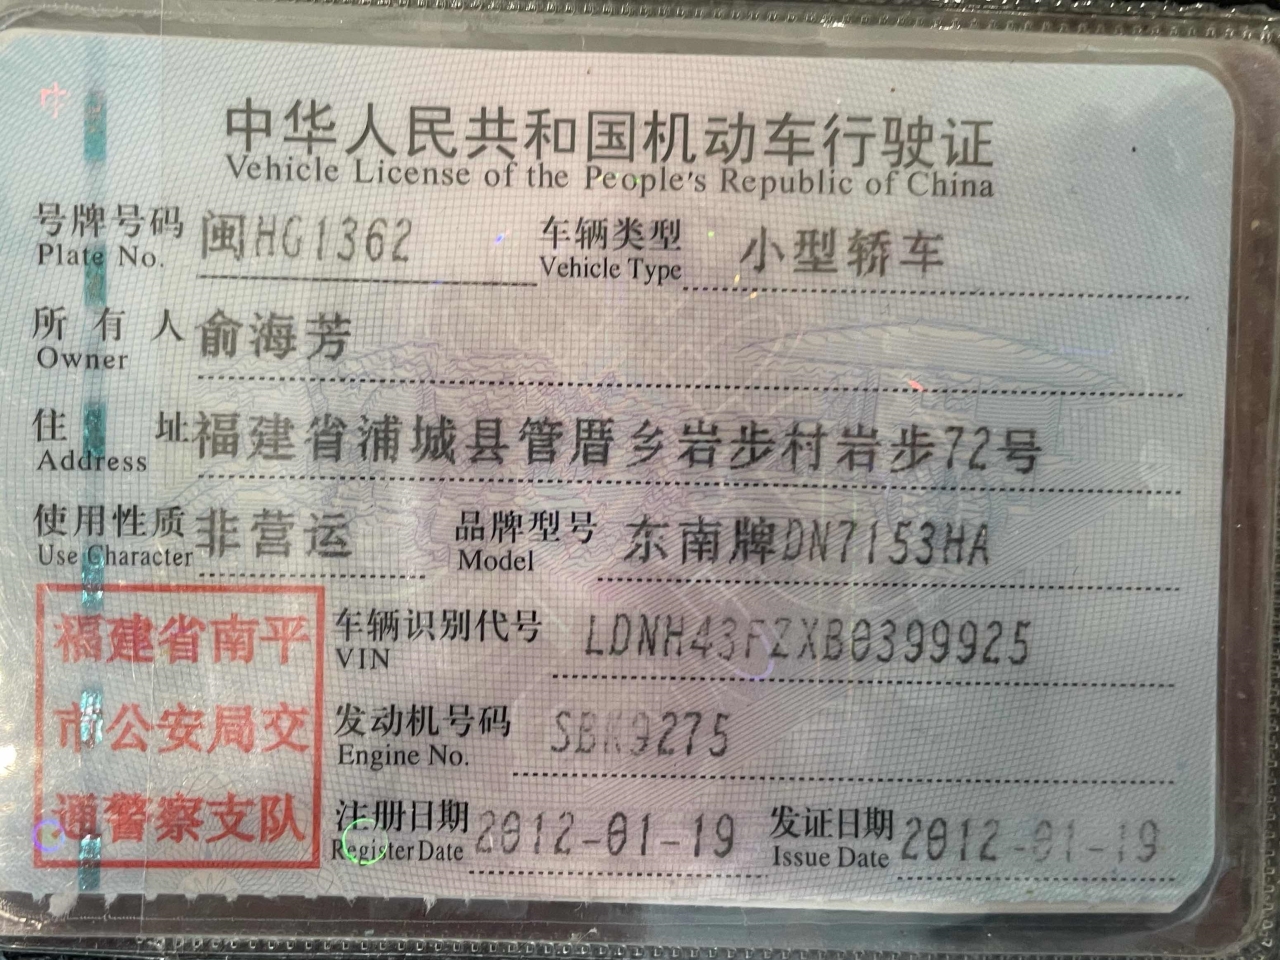 中华人民共和国机动车行驶证
Vehicle License of the People's Republic of China
号牌号码 闽HG1362 车辆类型 小型轿车
Plate No. Vehicle Type
所有人 俞海芳
Owner
住址 福建省浦城县管厝乡岩步村岩步72号
Address
使用性质 非营运 品牌型号 东南牌DN7153HA
Use Character Model
福建省南平
市公安局交
通警察支队
车辆识别代号 LDNH43FZXB0399925
VIN
发动机号码 SBK9275
Engine No.
注册日期 2012-01-19 发证日期 2012-01-19
Register Date Issue Date